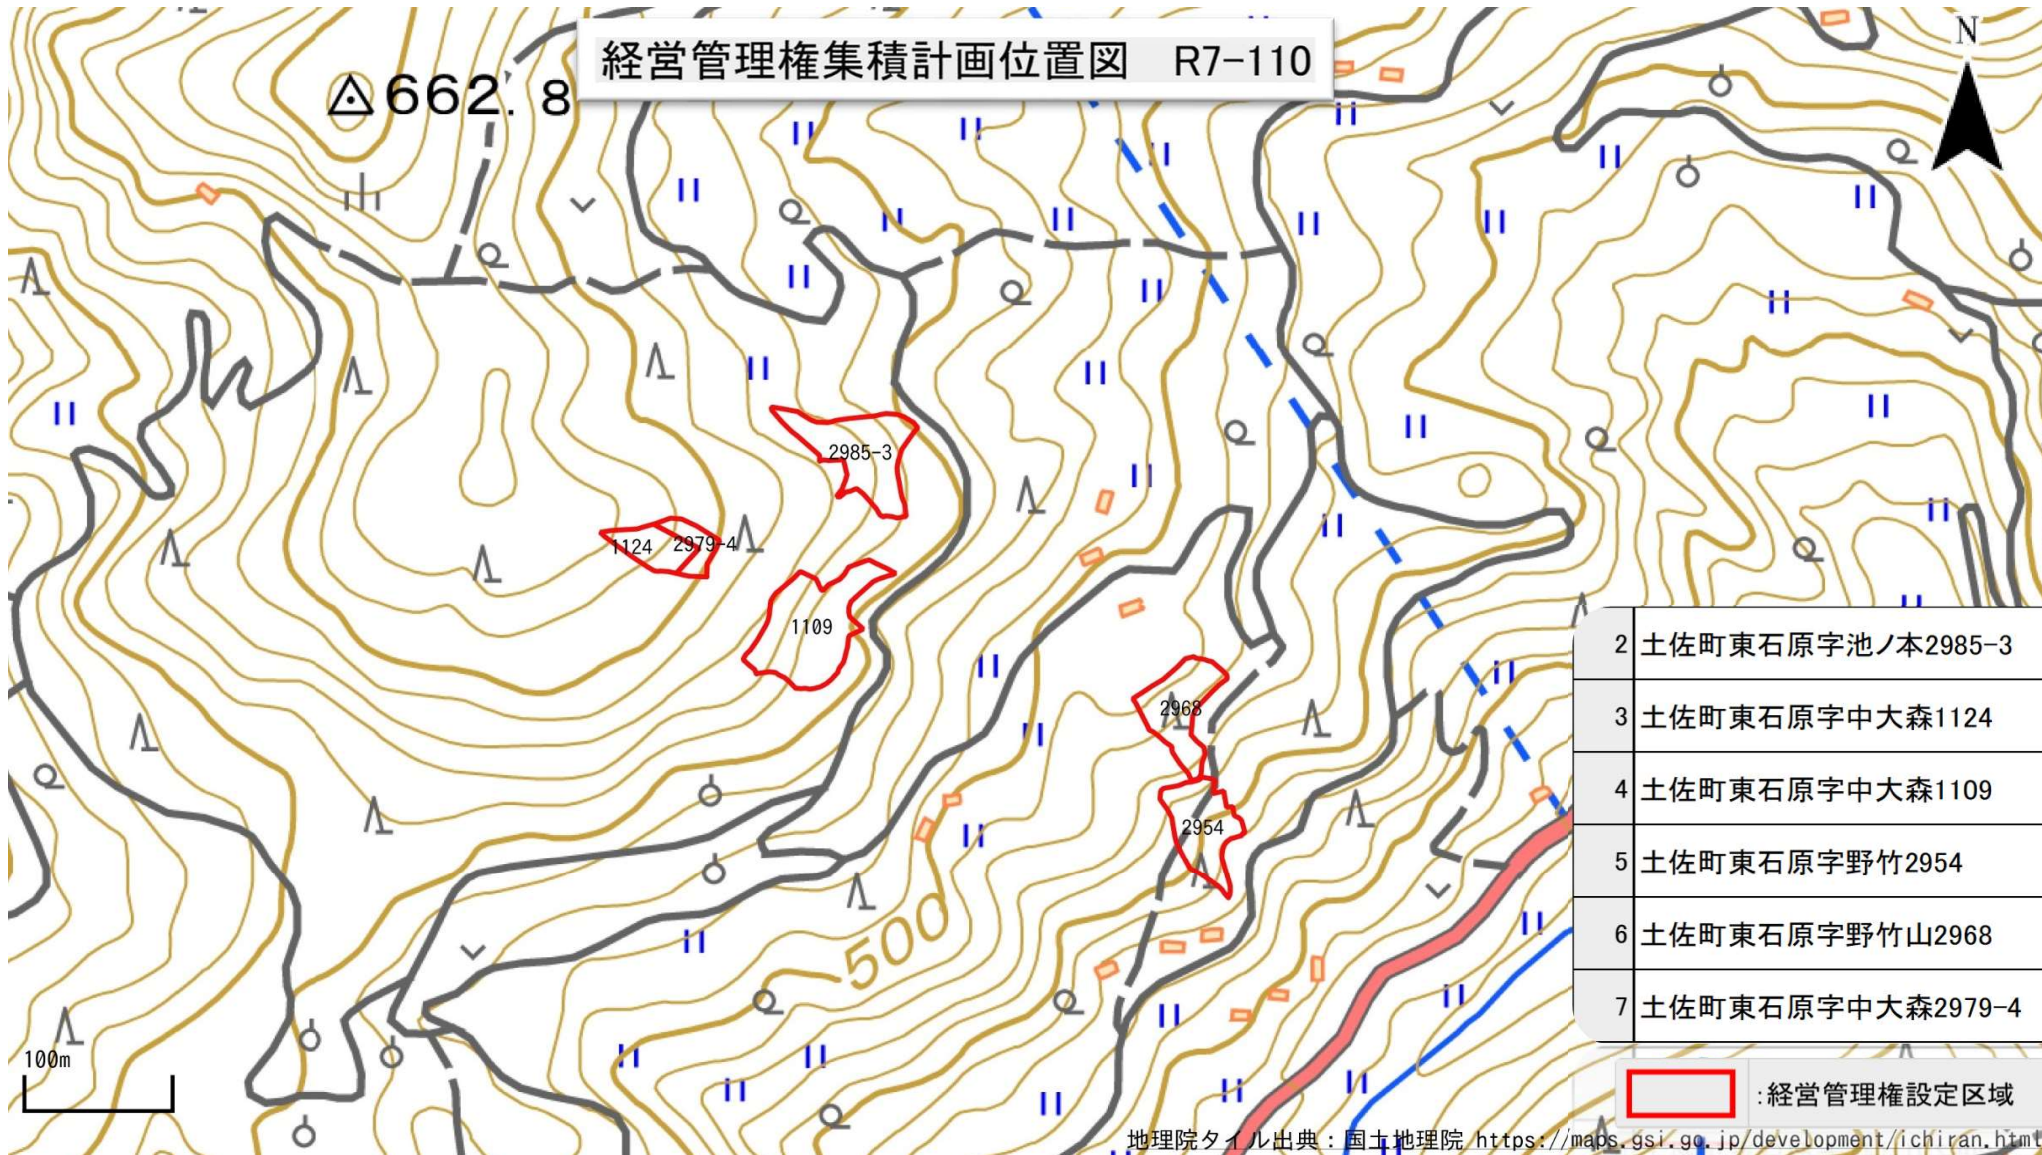 経営管理権集積計画位置図　R7-110
N
662.8
2985-3
1124
2979-4
1109
2968
2954
500
2 土佐町東石原字池ノ本2985-3
3 土佐町東石原字中大森1124
4 土佐町東石原字中大森1109
5 土佐町東石原字野竹2954
6 土佐町東石原字野竹山2968
7 土佐町東石原字中大森2979-4
100m
:経営管理権設定区域
地理院タイル出典：国土地理院 https://maps.gsi.go.jp/development/ichiran.html